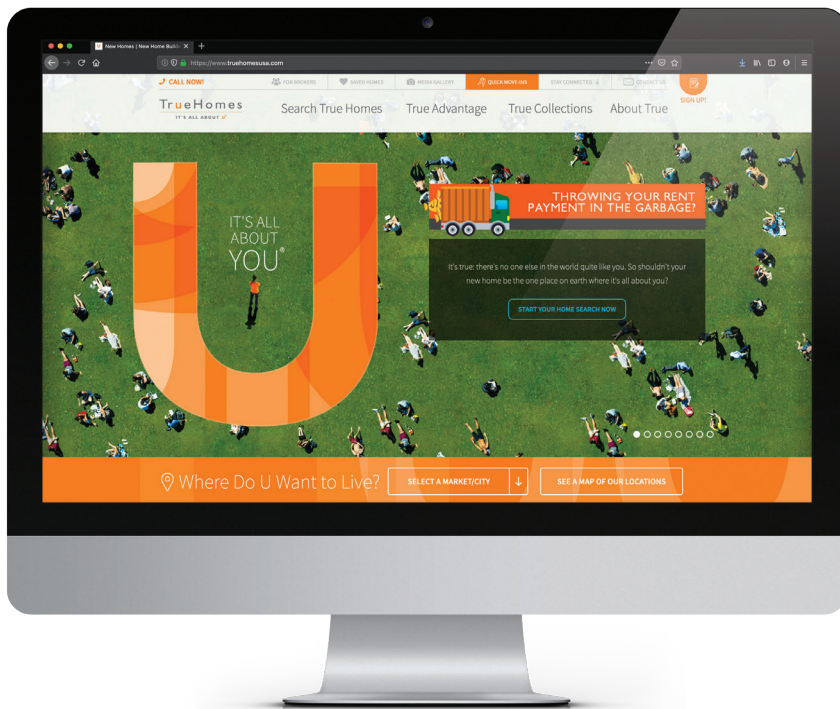 New Homes | New Home Builde
https://www.truehomesusa.com
CALL NOW!
FOR BROKERS
SAVED HOMES
MEDIA GALLERY
QUICK MOVE-INS
STAY CONNECTED
CONTACT US
SIGN UP!
TrueHomes
IT'S ALL ABOUT U
Search True Homes
True Advantage
True Collections
About True
U
IT'S ALL
ABOUT
YOU®
THROWING YOUR RENT
PAYMENT IN THE GARBAGE?
It's true: there's no one else in the world quite like you. So shouldn't your
new home be the one place on earth where it's all about you?
START YOUR HOME SEARCH NOW
Where Do U Want to Live?
SELECT A MARKET/CITY
SEE A MAP OF OUR LOCATIONS